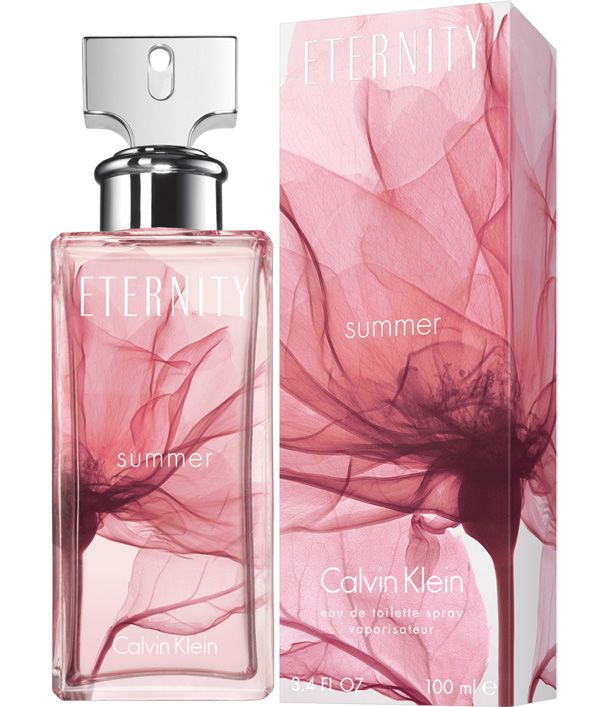 ETERNITY
summer
Calvin Klein
ETERNITY
summer
Calvin Klein
eau de toilette spray
vaporisateur
3.4 FL OZ 100 ml ℮